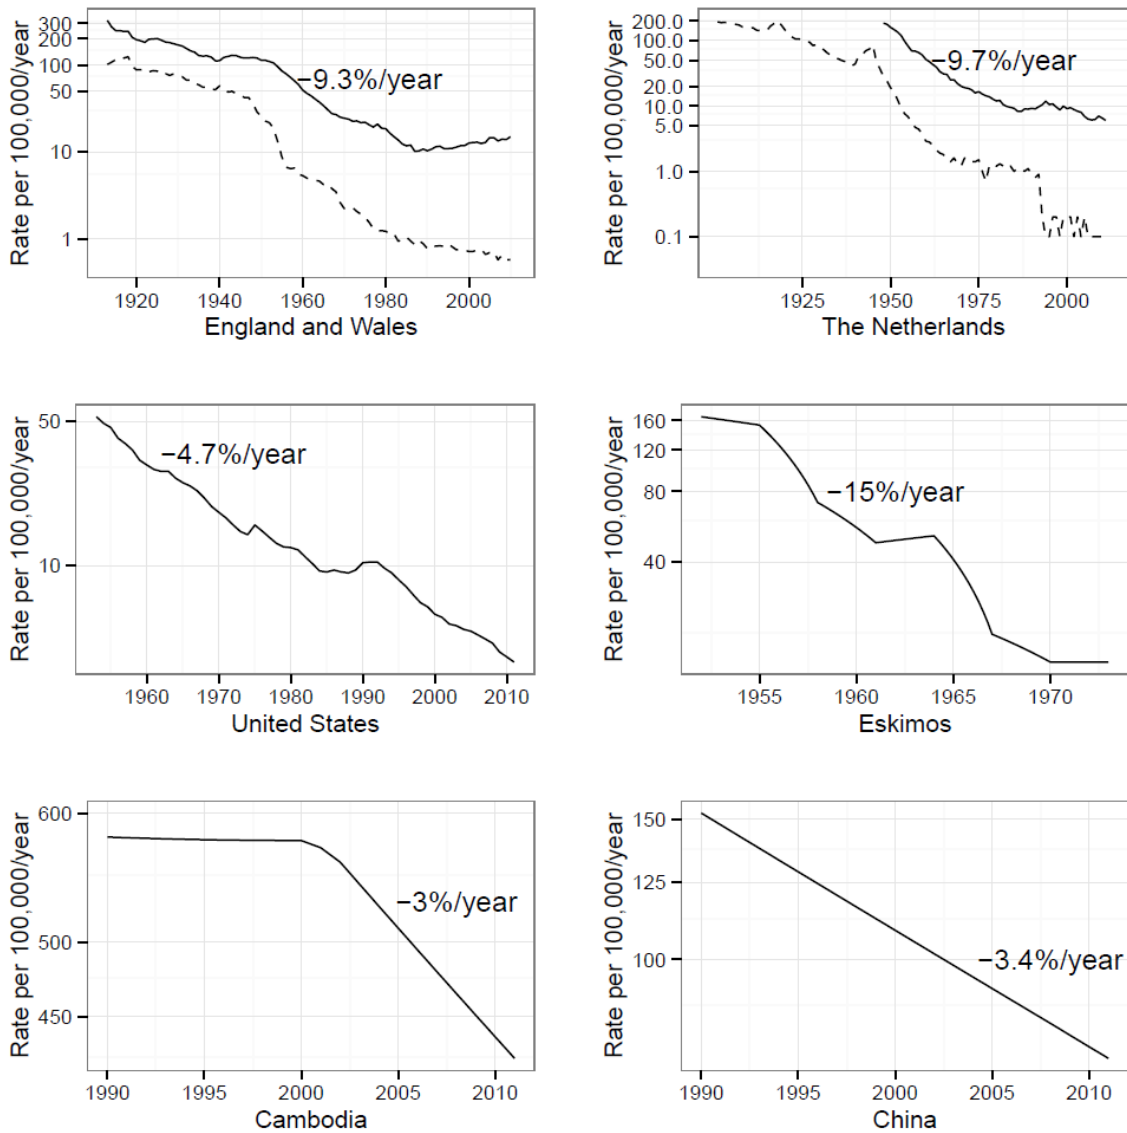 Rate per 100,000/year
300
200
100
50
10
1
−9.3%/year
1920 1940 1960 1980 2000
England and Wales
Rate per 100,000/year
200.0
100.0
50.0
20.0
10.0
5.0
1.0
0.1
−9.7%/year
1925 1950 1975 2000
The Netherlands
Rate per 100,000/year
50
10
−4.7%/year
1960 1970 1980 1990 2000 2010
United States
Rate per 100,000/year
160
120
80
40
−15%/year
1955 1960 1965 1970
Eskimos
Rate per 100,000/year
600
500
450
−3%/year
1990 1995 2000 2005 2010
Cambodia
Rate per 100,000/year
150
125
100
−3.4%/year
1990 1995 2000 2005 2010
China